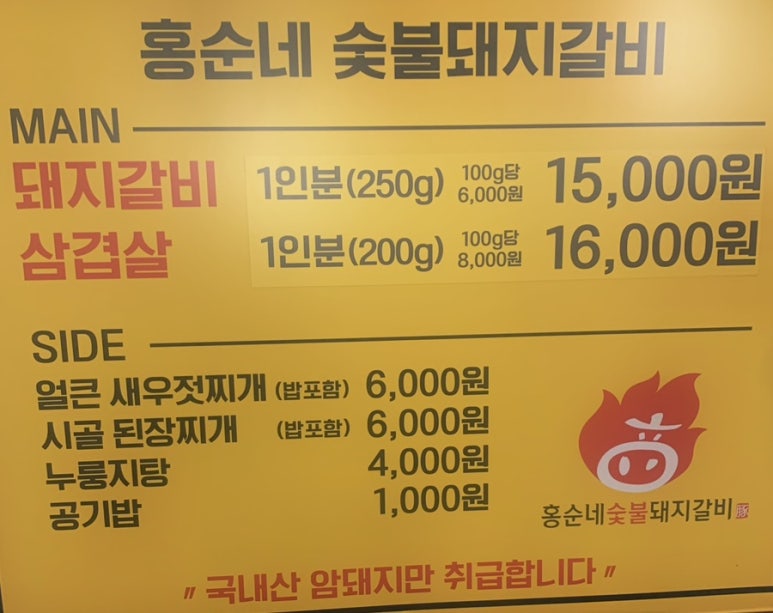 홍순네 숯불돼지갈비
MAIN
돼지갈비 1인분(250g) 100g당 6,000원 15,000원
삼겹살 1인분(200g) 100g당 8,000원 16,000원
SIDE
얼큰 새우젓찌개 (밥포함) 6,000원
시골 된장찌개 (밥포함) 6,000원
누룽지탕 4,000원
공기밥 1,000원
홍순네숯불돼지갈비 豚
〃국내산 암돼지만 취급합니다〃